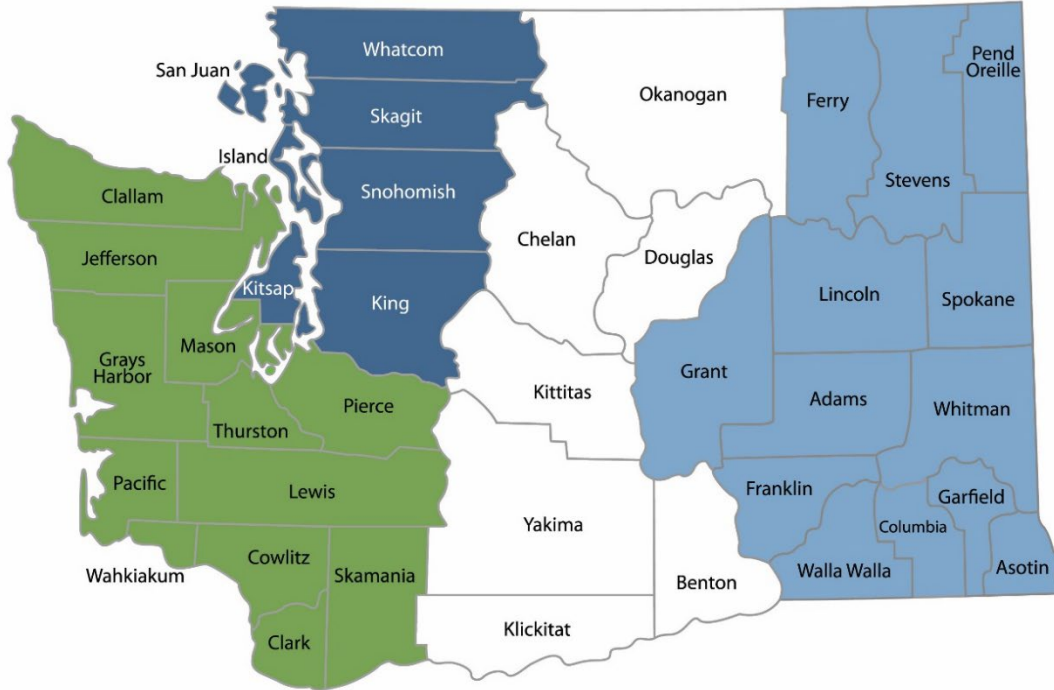 Whatcom
San Juan
Pend
Oreille
Okanogan
Ferry
Skagit
Island
Stevens
Clallam
Snohomish
Chelan
Douglas
Jefferson
Kitsap
King
Lincoln
Spokane
Mason
Grays
Harbor
Grant
Kittitas
Pierce
Adams
Whitman
Thurston
Pacific
Lewis
Franklin
Garfield
Yakima
Columbia
Cowlitz
Wahkiakum
Skamania
Benton
Walla Walla
Asotin
Klickitat
Clark